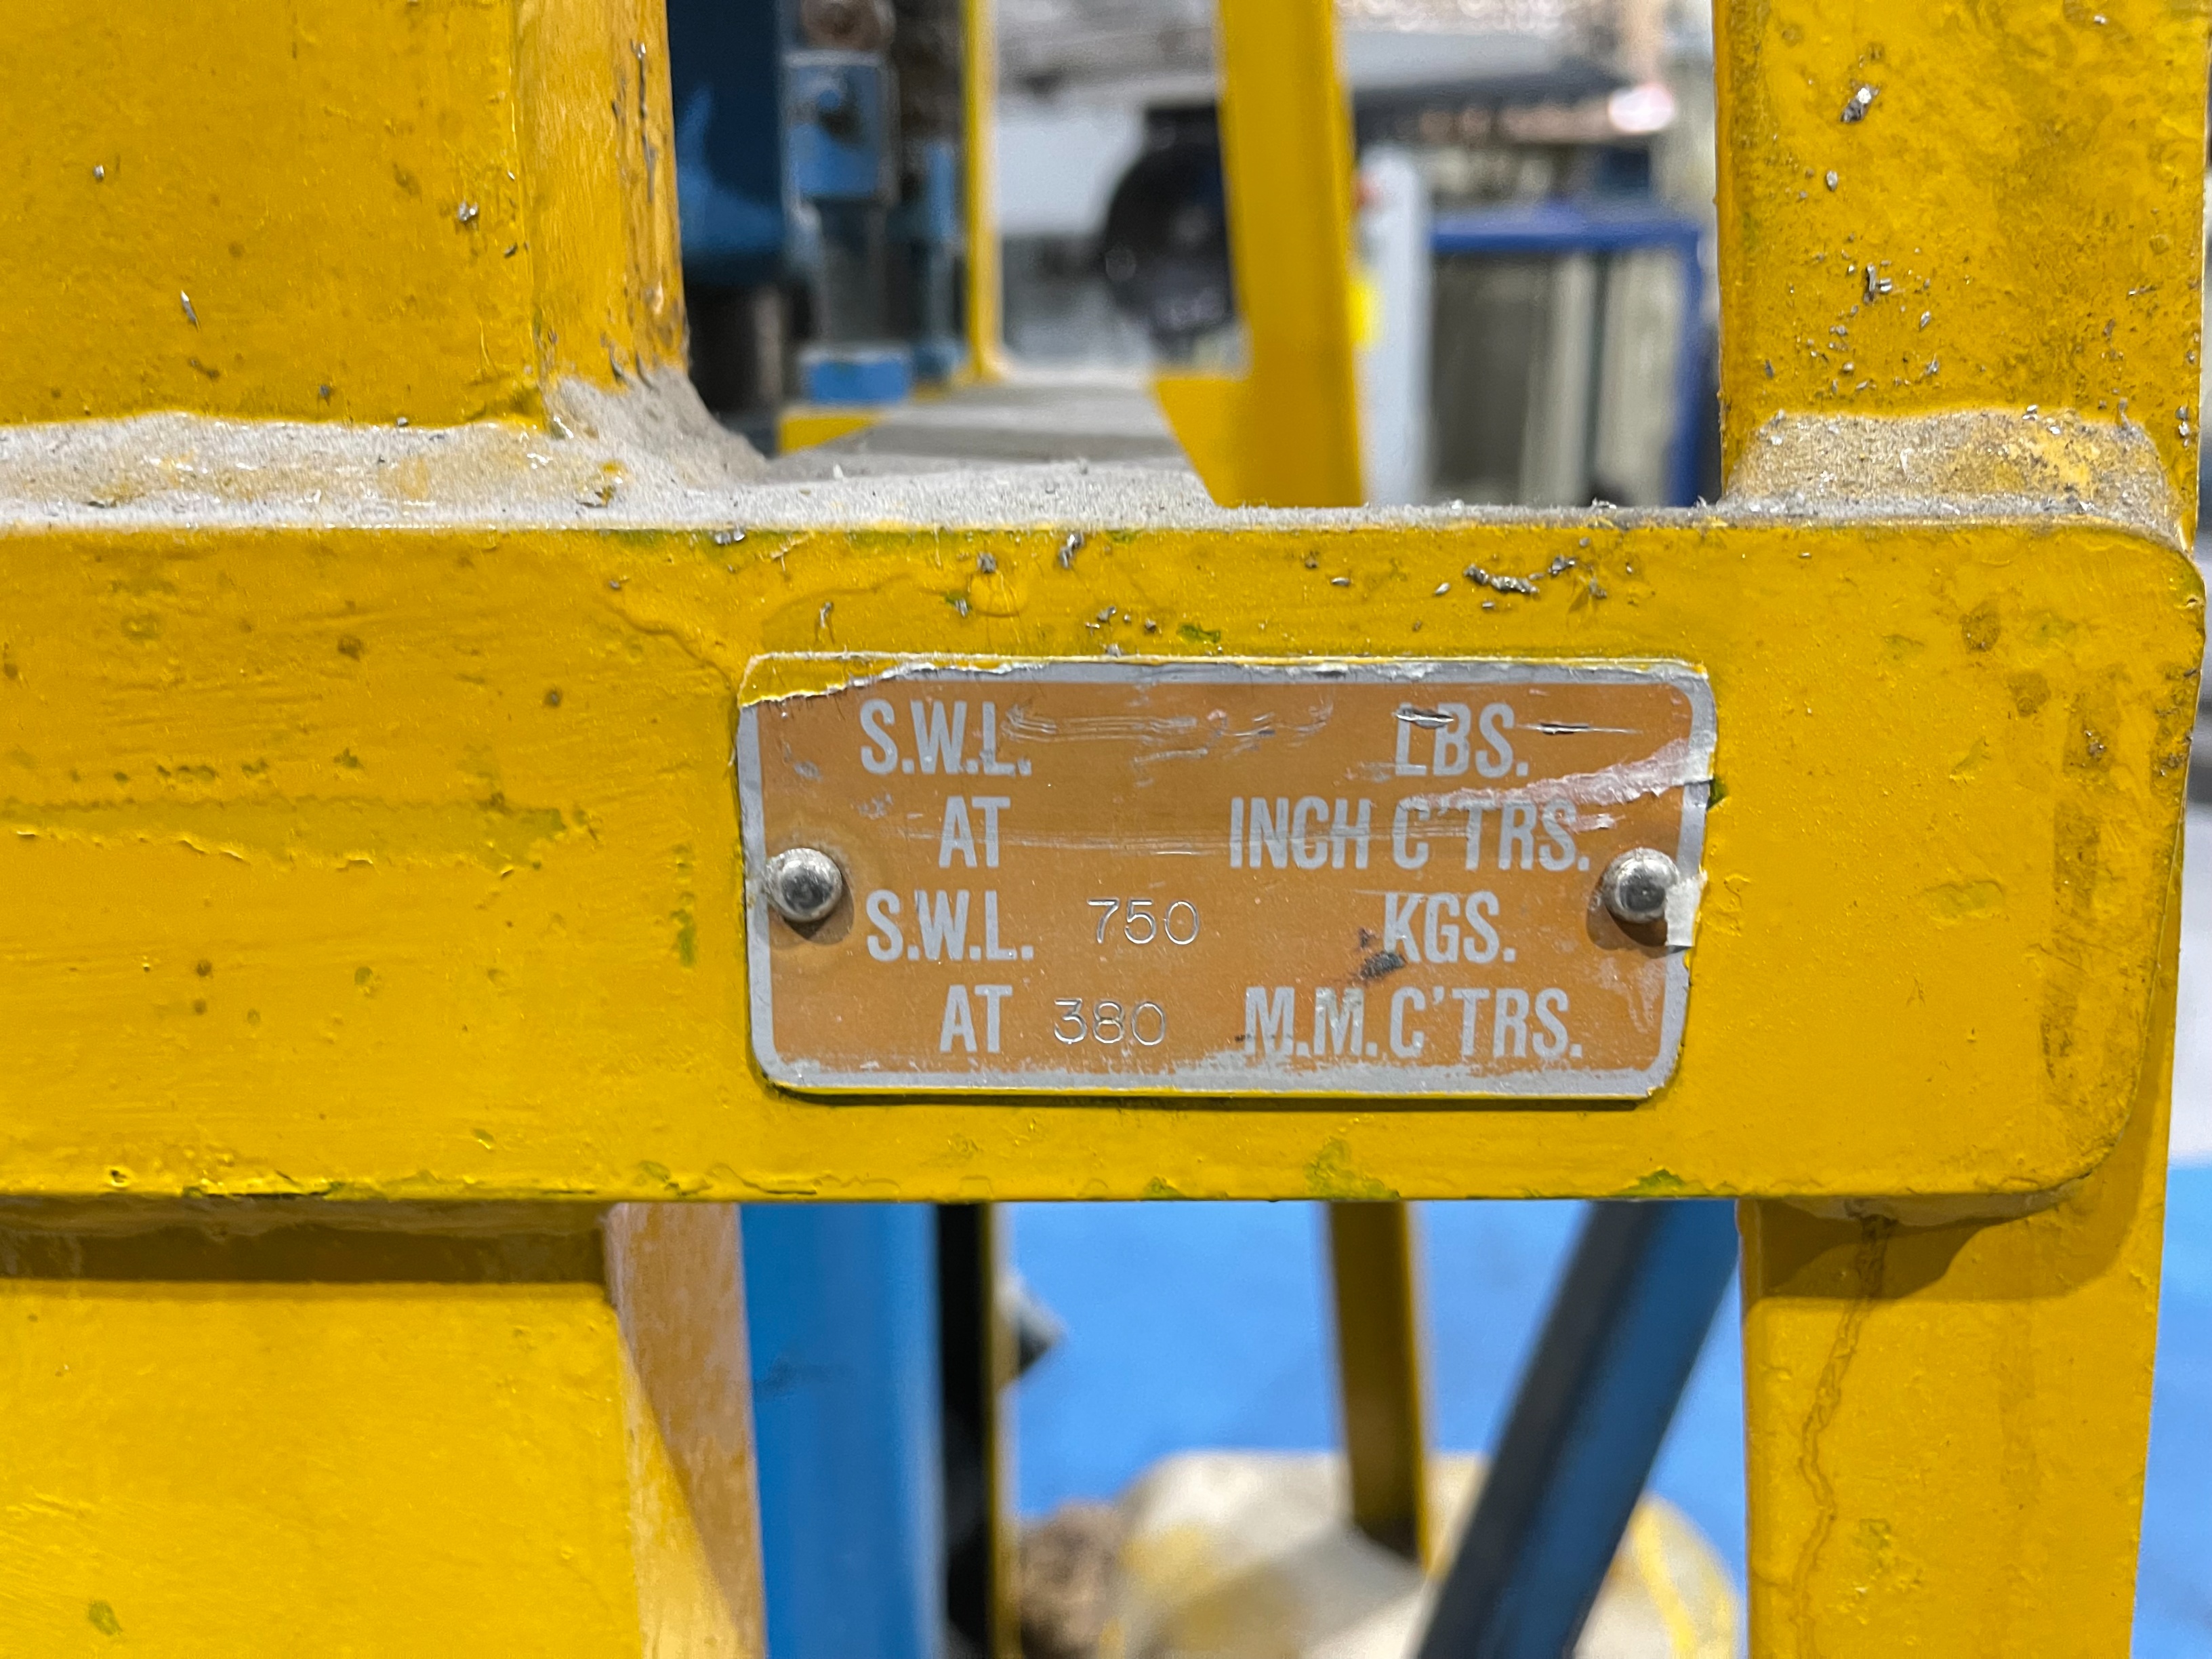 S.W.L. LBS.
AT INCH C'TRS.
S.W.L. 750 KGS.
AT 380 M.M. C'TRS.